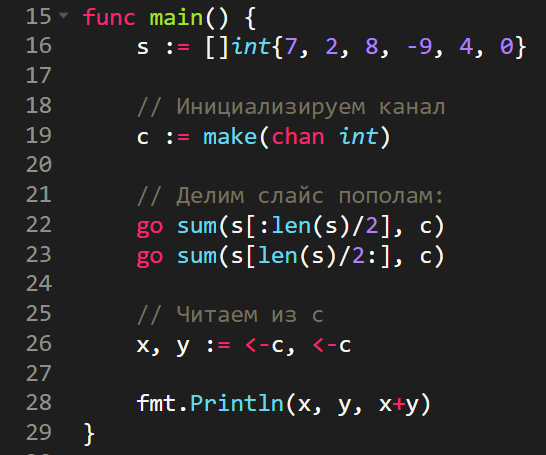 15 func main() {
16 s := []int{7, 2, 8, -9, 4, 0}
17
18 // Инициализируем канал
19 c := make(chan int)
20
21 // Делим слайс пополам:
22 go sum(s[:len(s)/2], c)
23 go sum(s[len(s)/2:], c)
24
25 // Читаем из c
26 x, y := <-c, <-c
27
28 fmt.Println(x, y, x+y)
29 }